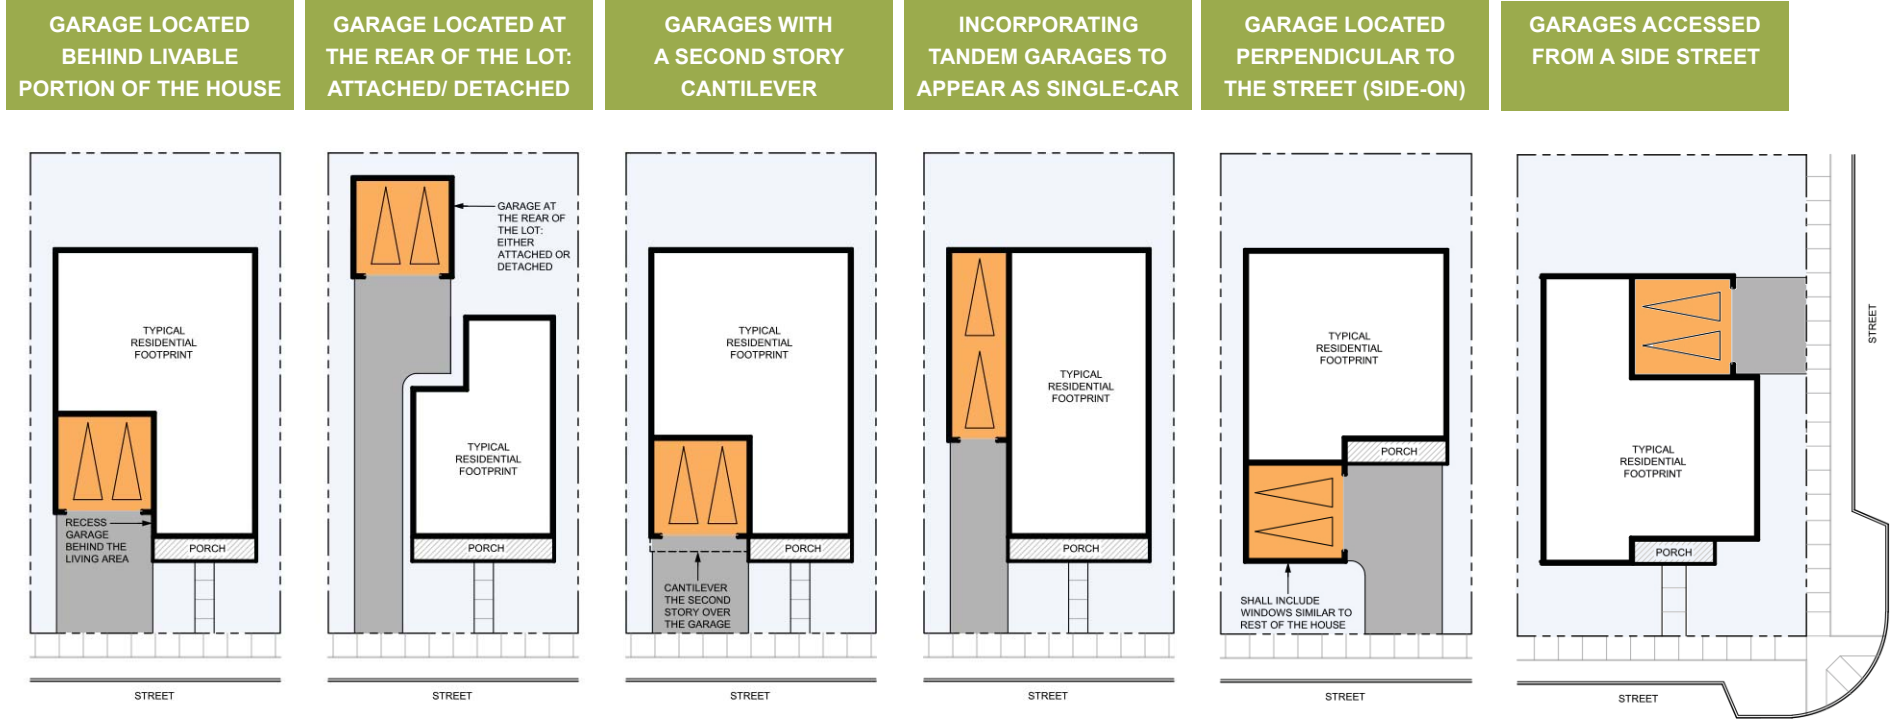 GARAGE LOCATED
BEHIND LIVABLE
PORTION OF THE HOUSE
GARAGE LOCATED AT
THE REAR OF THE LOT:
ATTACHED/ DETACHED
GARAGES WITH
A SECOND STORY
CANTILEVER
INCORPORATING
TANDEM GARAGES TO
APPEAR AS SINGLE-CAR
GARAGE LOCATED
PERPENDICULAR TO
THE STREET (SIDE-ON)
GARAGES ACCESSED
FROM A SIDE STREET
TYPICAL
RESIDENTIAL
FOOTPRINT
RECESS
GARAGE
BEHIND THE
LIVING AREA
PORCH
STREET
GARAGE AT
THE REAR OF
THE LOT:
EITHER
ATTACHED OR
DETACHED
TYPICAL
RESIDENTIAL
FOOTPRINT
PORCH
STREET
TYPICAL
RESIDENTIAL
FOOTPRINT
PORCH
CANTILEVER
THE SECOND
STORY OVER
THE GARAGE
STREET
TYPICAL
RESIDENTIAL
FOOTPRINT
PORCH
STREET
TYPICAL
RESIDENTIAL
FOOTPRINT
PORCH
SHALL INCLUDE
WINDOWS SIMILAR TO
REST OF THE HOUSE
STREET
STREET
TYPICAL
RESIDENTIAL
FOOTPRINT
PORCH
STREET